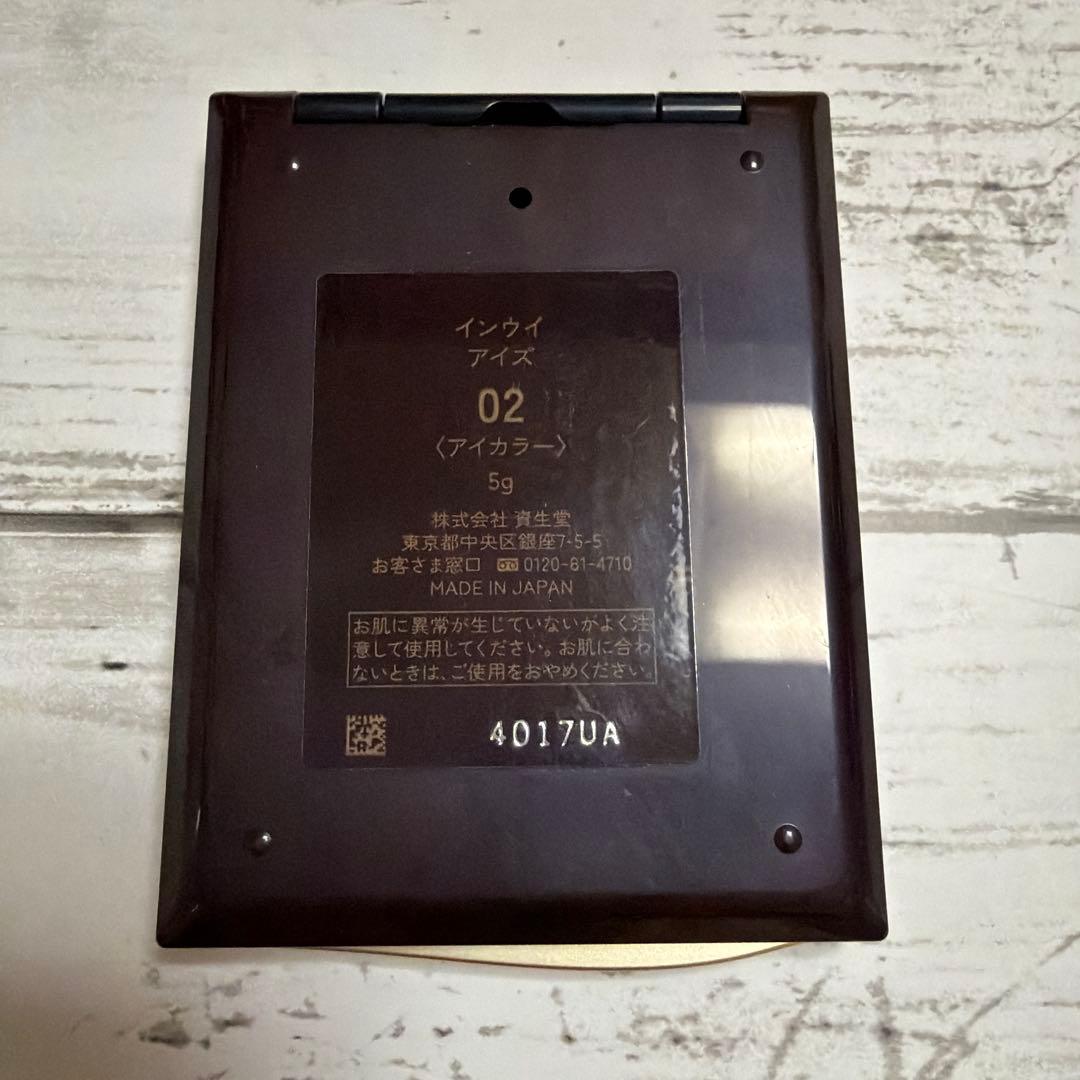 インウイ
アイズ
02
〈アイカラー〉
5g
株式会社 資生堂
東京都中央区銀座7-5-5
お客さま窓口 0120-81-4710
MADE IN JAPAN
お肌に異常が生じていないかよく注
意して使用してください。お肌に合わ
ないときは、ご使用をおやめください。
4017UA